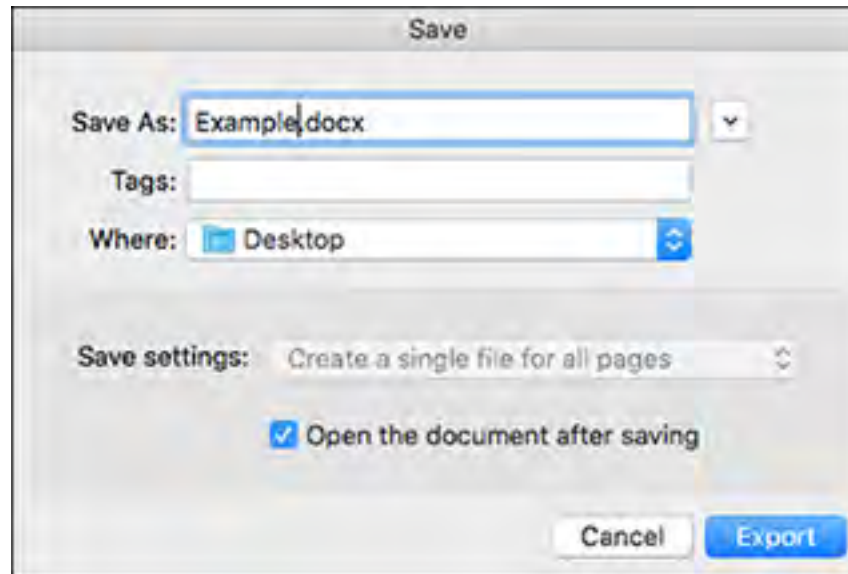 Save
Save As: Example.docx
Tags:
Where: Desktop
Save settings: Create a single file for all pages
Open the document after saving
Cancel Export